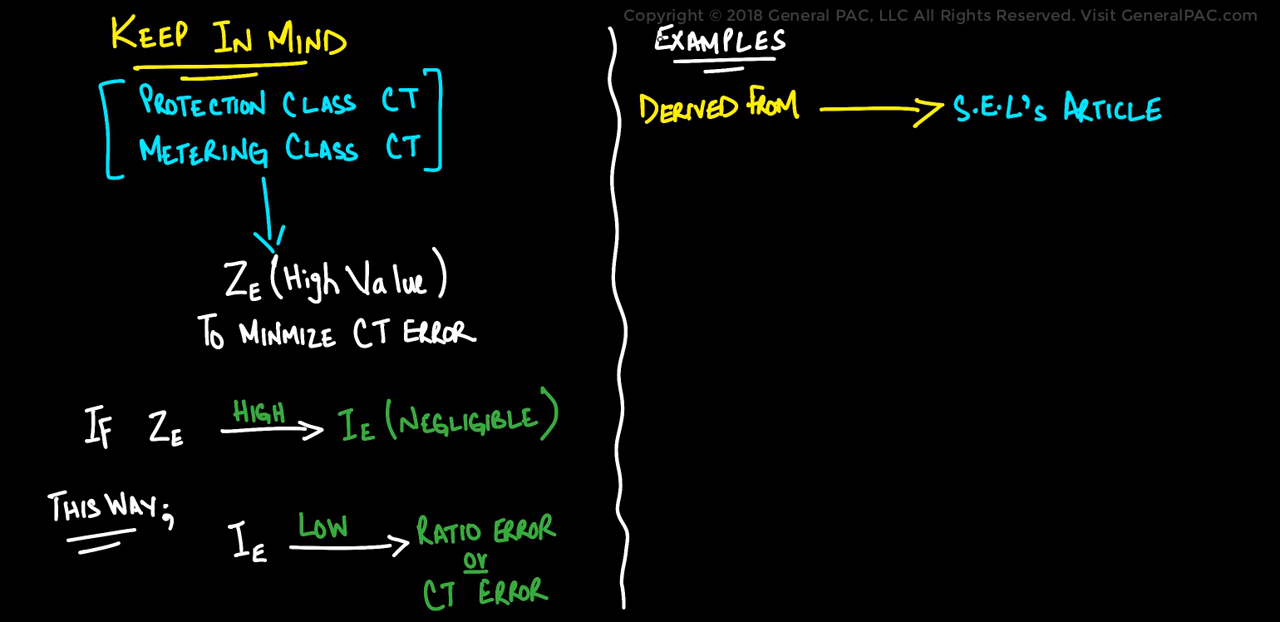 Copyright © 2018 General PAC, LLC All Rights Reserved. Visit GeneralPAC.com
KEEP IN MIND
PROTECTION CLASS CT
METERING CLASS CT
ZE (High Value)
TO MINMIZE CT ERROR
IF ZE HIGH IE (NEGLIGIBLE)
THIS WAY;
IE LOW RATIO ERROR
or
CT ERROR
EXAMPLES
DERIVED FROM S.E.L's ARTICLE